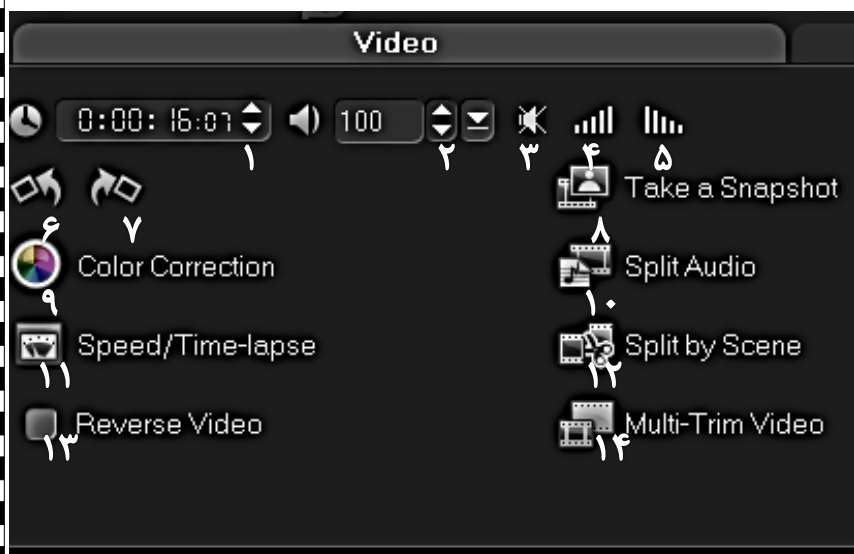 Video
0:00:16:07 100
۱ ۲ ۳ ۴ ۵
Take a Snapshot
۶ ۷ ۸
Color Correction Split Audio
۹ ۱۰
Speed/Time-lapse Split by Scene
۱۱ ۱۲
Reverse Video Multi-Trim Video
۱۳ ۱۴